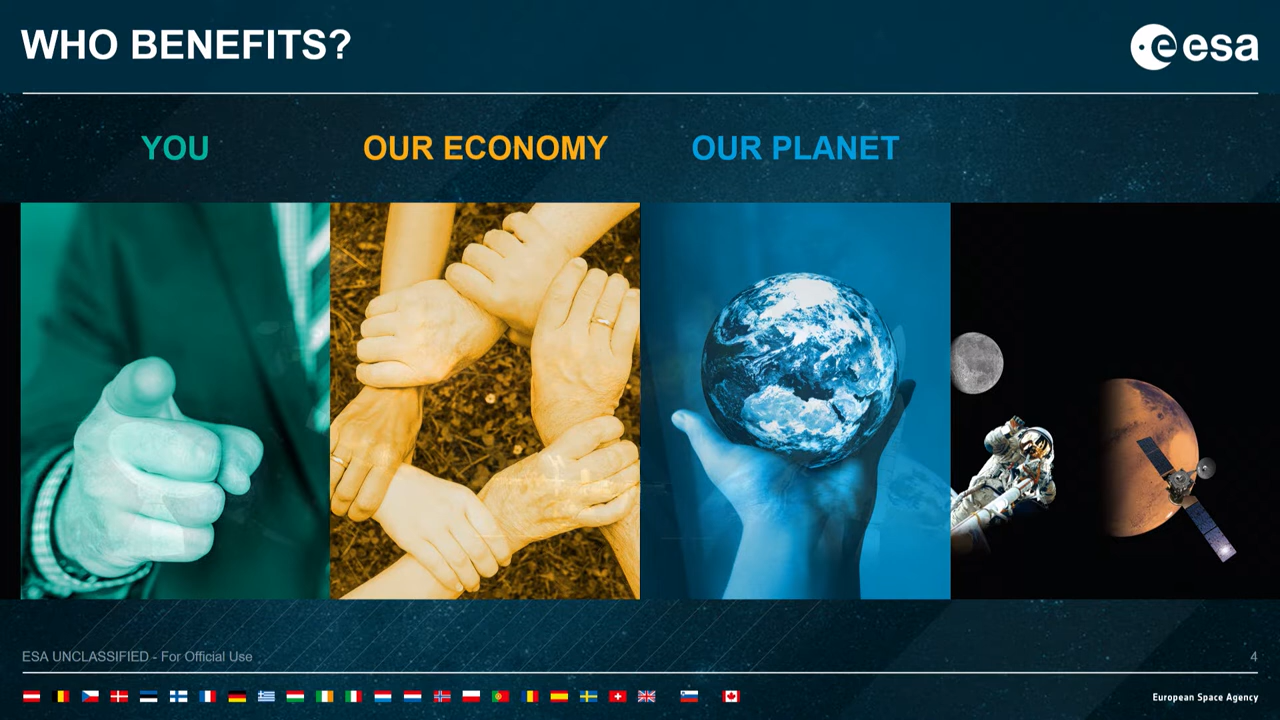 WHO BENEFITS?
esa
YOU
OUR ECONOMY
OUR PLANET
ESA UNCLASSIFIED - For Official Use
4
European Space Agency